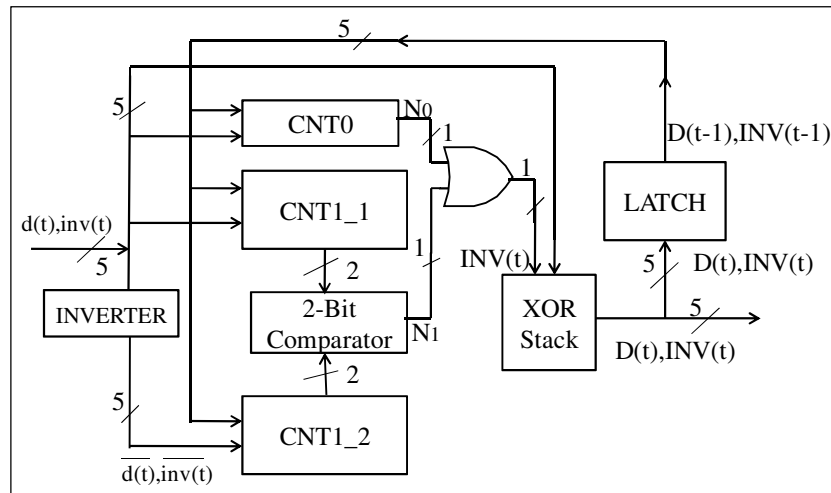 5
5
CNT0
N0
1
D(t-1),INV(t-1)
1
CNT1_1
LATCH
d(t),inv(t)
5
2
1
INV(t)
5
D(t),INV(t)
INVERTER
2-Bit
Comparator
N1
XOR
Stack
5
D(t),INV(t)
2
5
CNT1_2
d(t),inv(t)